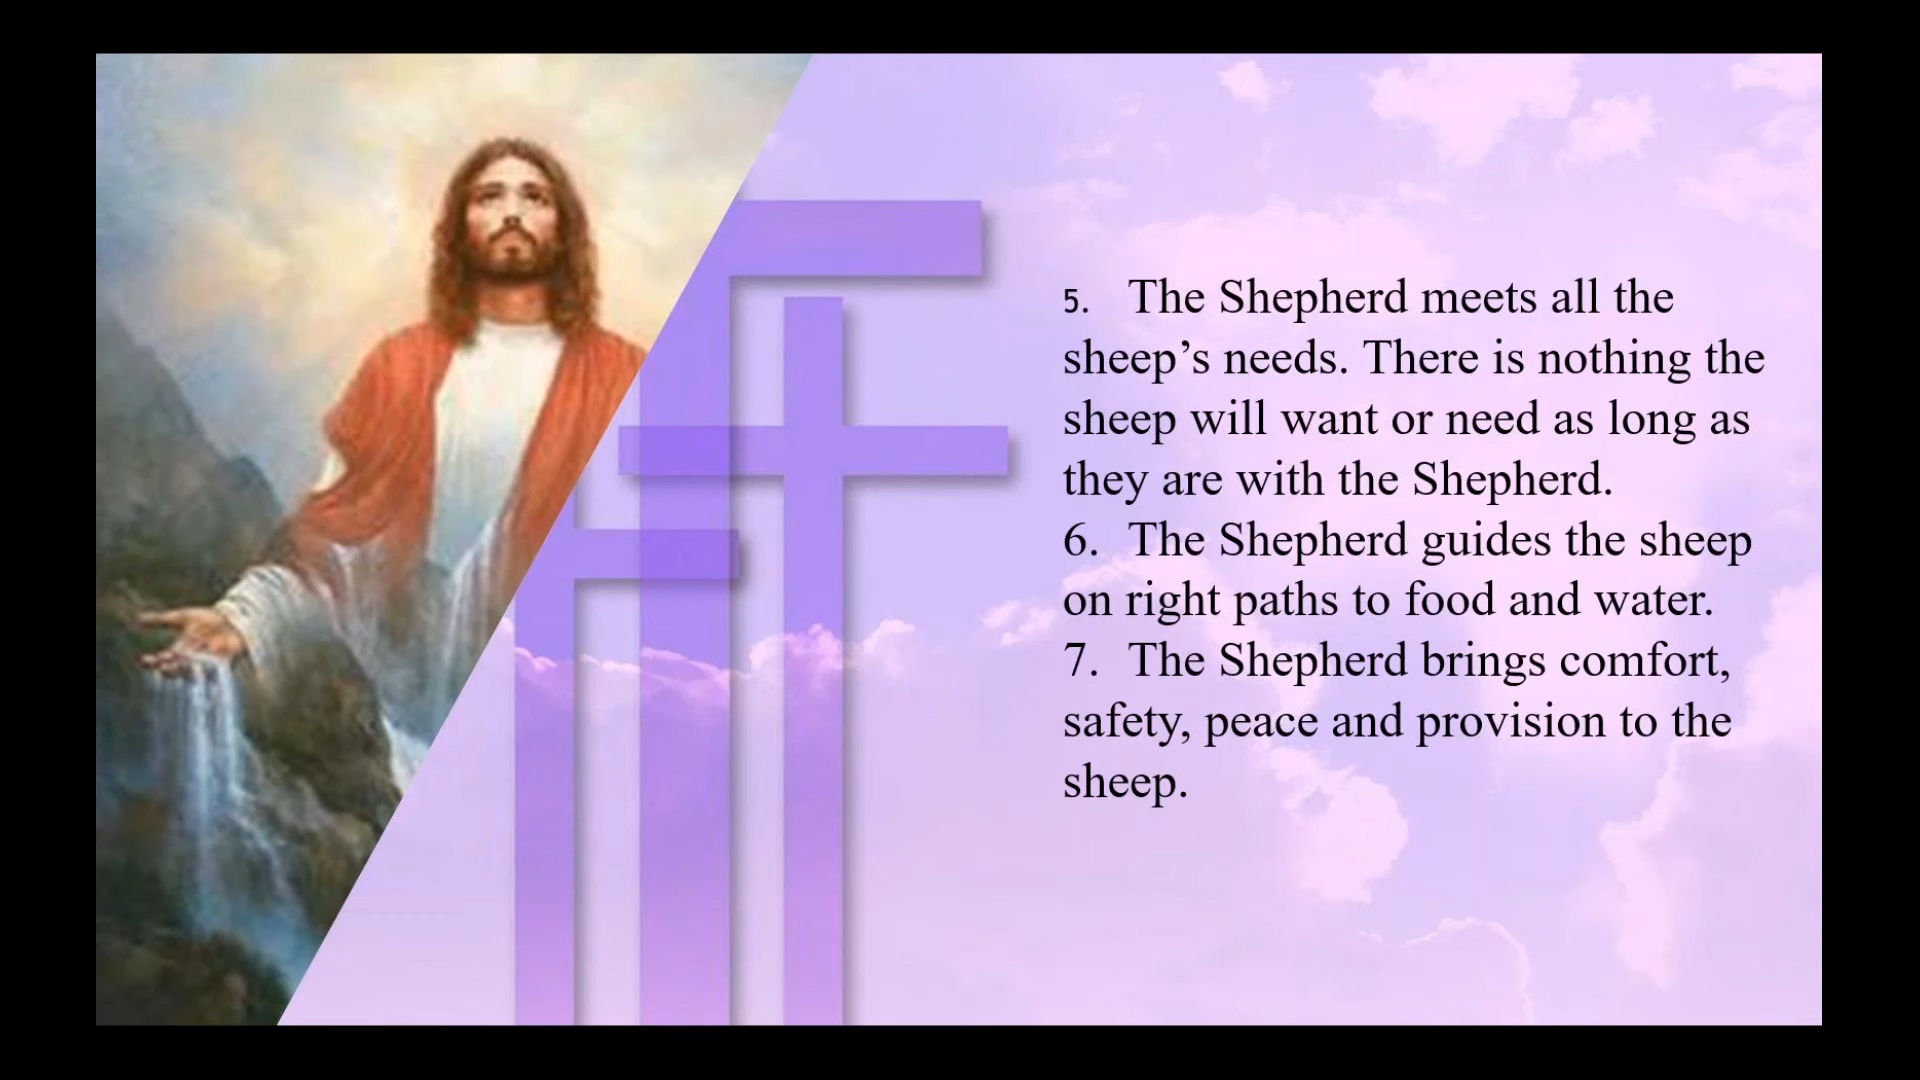 5. The Shepherd meets all the
sheep’s needs. There is nothing the
sheep will want or need as long as
they are with the Shepherd.
6. The Shepherd guides the sheep
on right paths to food and water.
7. The Shepherd brings comfort,
safety, peace and provision to the
sheep.